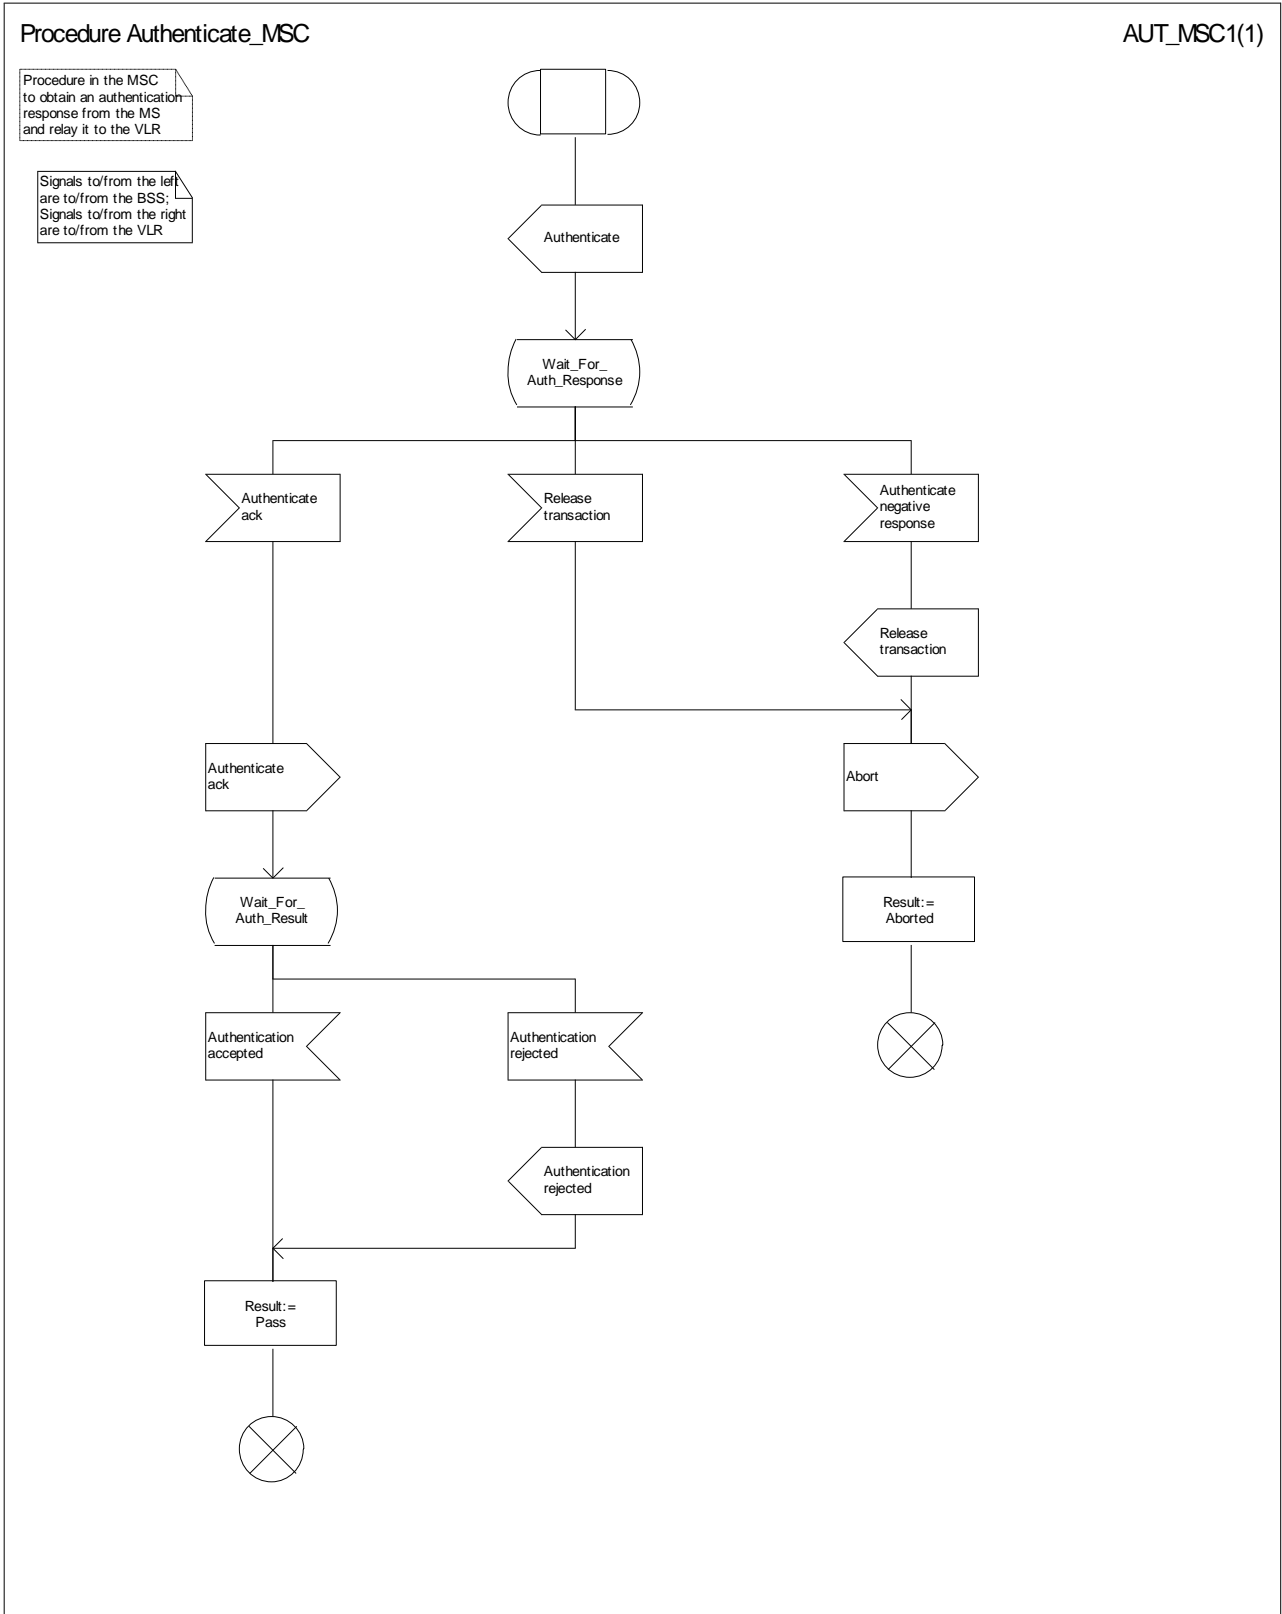 Procedure Authenticate_MSC
AUT_MSC1(1)
Procedure in the MSC
to obtain an authentication
response from the MS
and relay it to the VLR
Signals to/from the left
are to/from the BSS;
Signals to/from the right
are to/from the VLR
Authenticate
Wait_For_
Auth_Response
Authenticate
ack
Release
transaction
Authenticate
negative
response
Release
transaction
Authenticate
ack
Abort
Wait_For_
Auth_Result
Result:=
Aborted
Authentication
accepted
Authentication
rejected
Authentication
rejected
Result:=
Pass